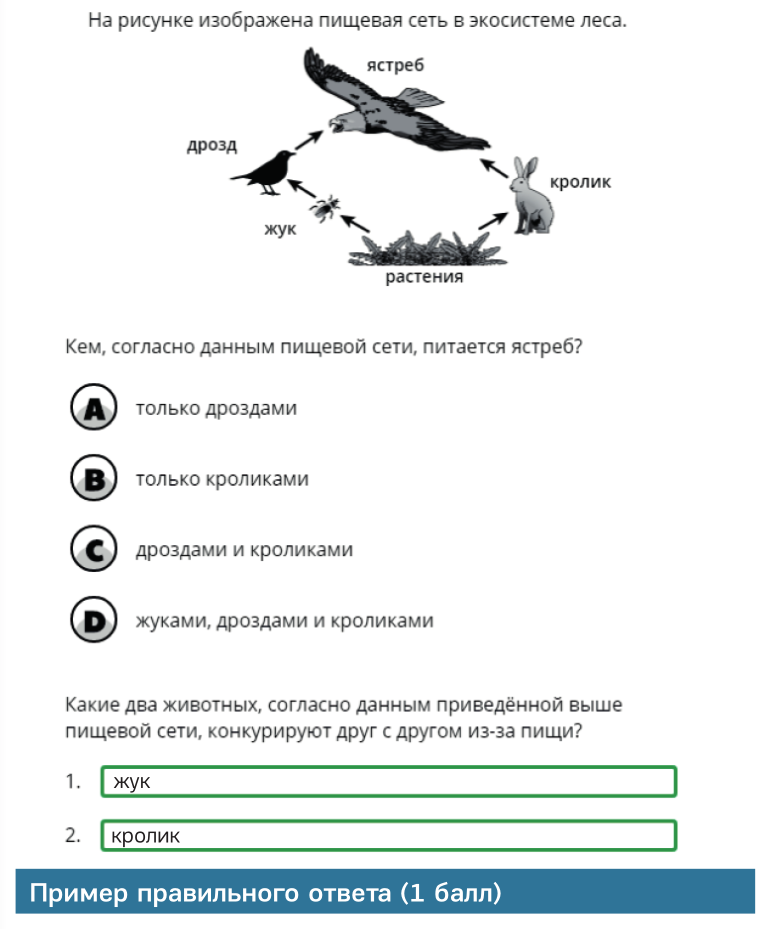 На рисунке изображена пищевая сеть в экосистеме леса.
ястреб
дрозд
кролик
жук
растения
Кем, согласно данным пищевой сети, питается ястреб?
A только дроздами
B только кроликами
C дроздами и кроликами
D жуками, дроздами и кроликами
Какие два животных, согласно данным приведённой выше
пищевой сети, конкурируют друг с другом из-за пищи?
1. жук
2. кролик
Пример правильного ответа (1 балл)